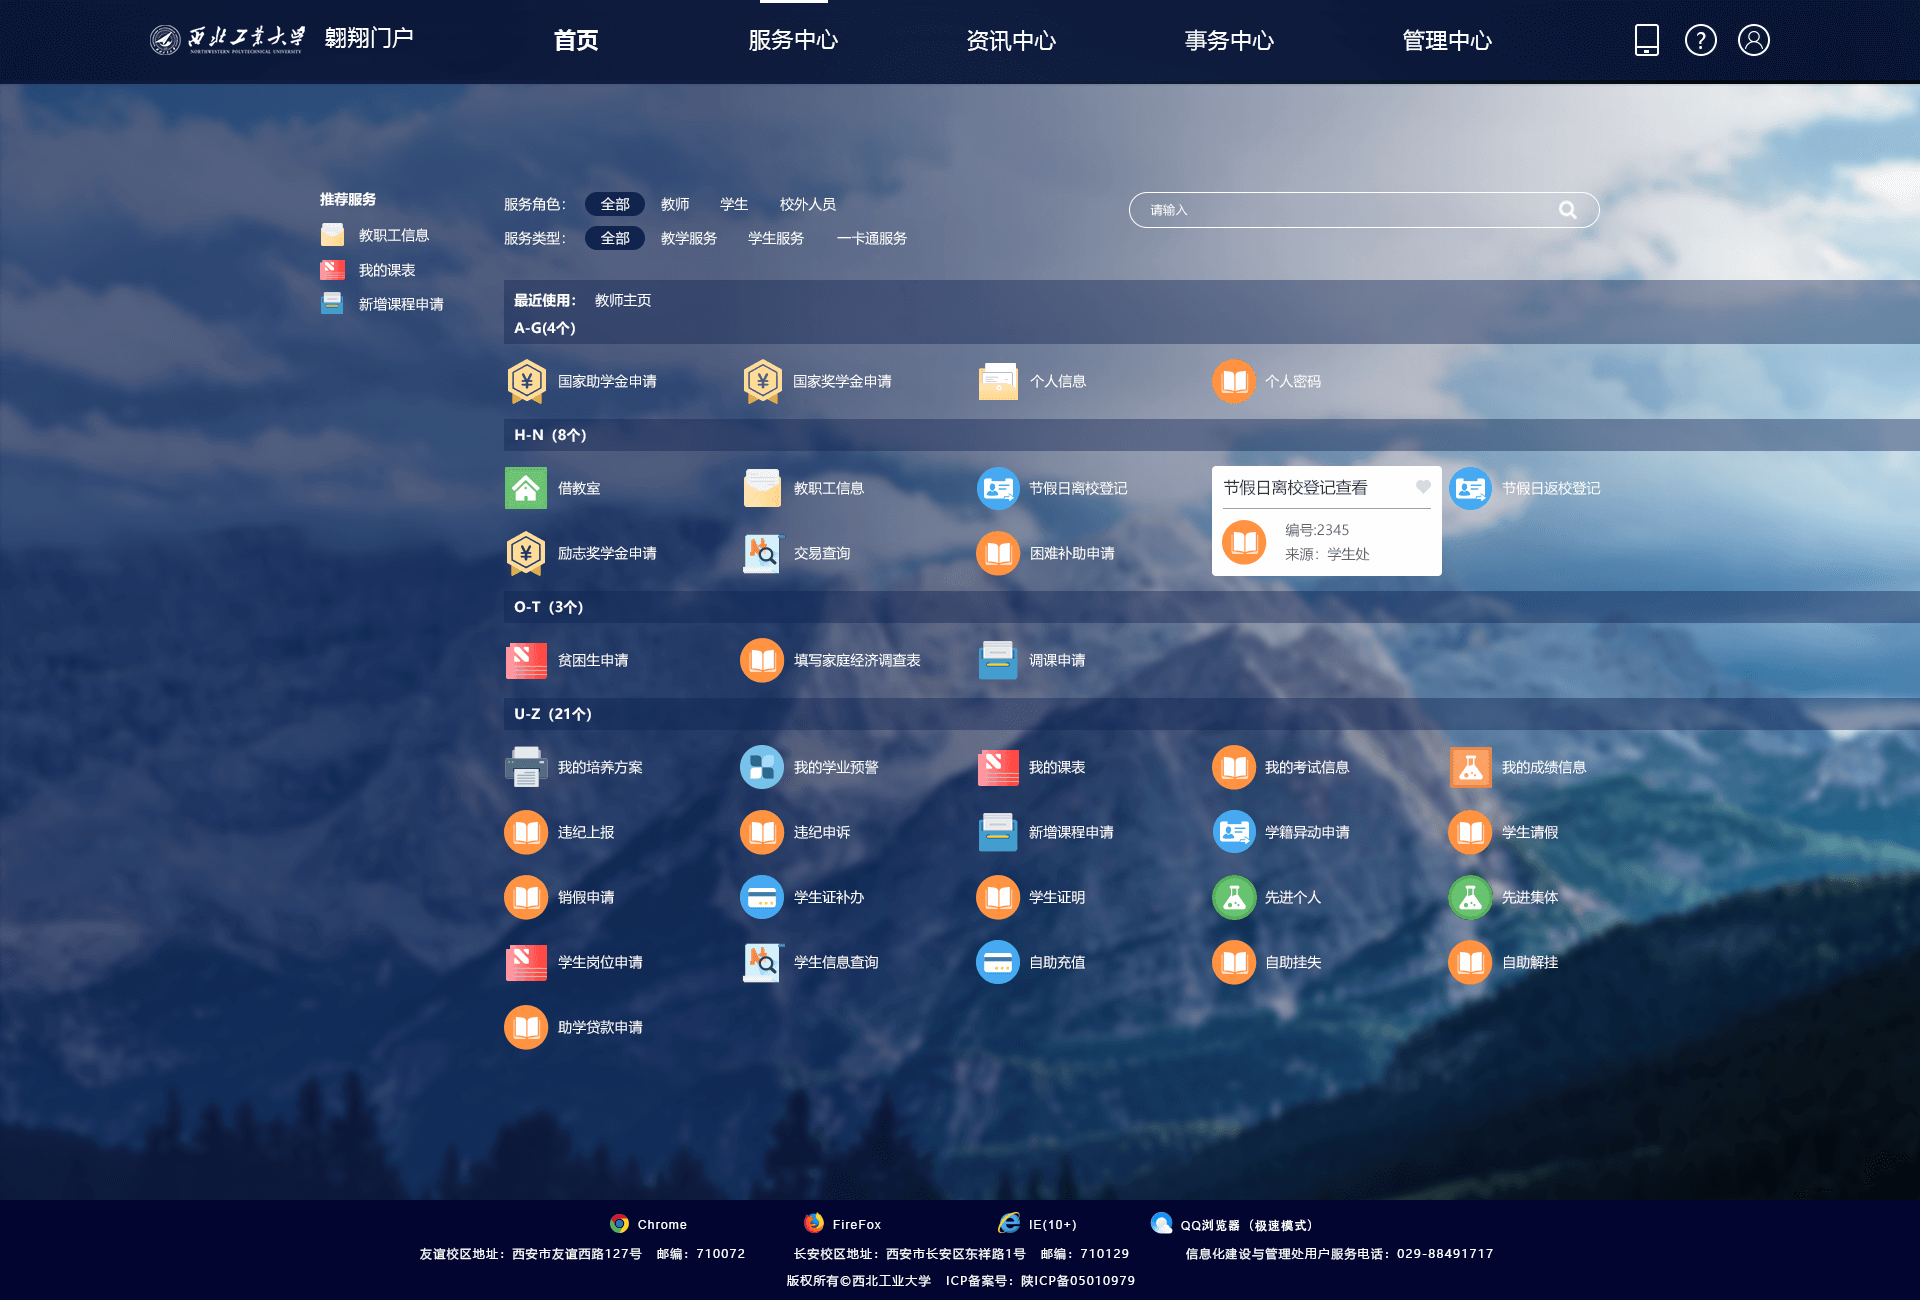 西北工业大学 翱翔门户 首页 服务中心 资讯中心 事务中心 管理中心
NORTHWESTERN POLYTECHNICAL UNIVERSITY
推荐服务
教职工信息
我的课表
新增课程申请
服务角色： 全部 教师 学生 校外人员
服务类型： 全部 教学服务 学生服务 一卡通服务
请输入
最近使用： 教师主页
A-G(4个)
国家助学金申请 国家奖学金申请 个人信息 个人密码
H-N（8个）
借教室 教职工信息 节假日离校登记 节假日离校登记查看 节假日返校登记
编号:2345
来源：学生处
励志奖学金申请 交易查询 困难补助申请
O-T（3个）
贫困生申请 填写家庭经济调查表 调课申请
U-Z（21个）
我的培养方案 我的学业预警 我的课表 我的考试信息 我的成绩信息
违纪上报 违纪申诉 新增课程申请 学籍异动申请 学生请假
销假申请 学生证补办 学生证明 先进个人 先进集体
学生岗位申请 学生信息查询 自助充值 自助挂失 自助解挂
助学贷款申请
Chrome FireFox IE(10+) QQ浏览器（极速模式）
友谊校区地址：西安市友谊西路127号 邮编：710072 长安校区地址：西安市长安区东祥路1号 邮编：710129 信息化建设与管理处用户服务电话：029-88491717
版权所有©西北工业大学 ICP备案号：陕ICP备05010979